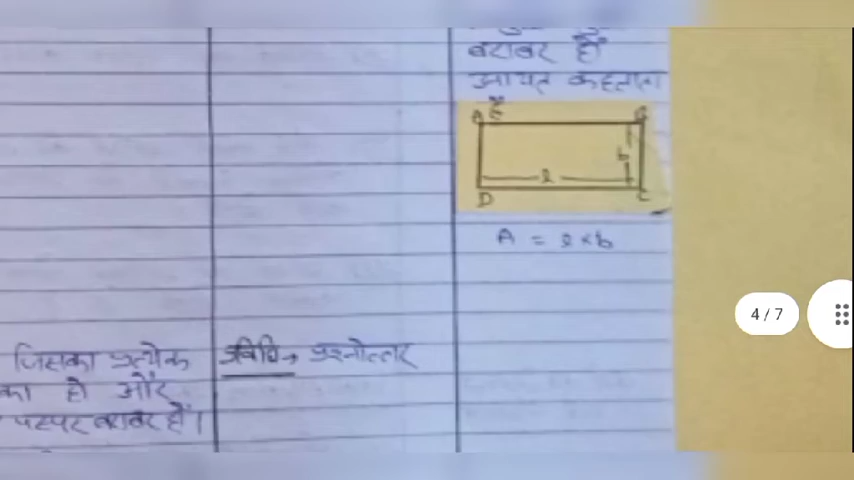 बराबर हों
आयत कहलाता
है
A B
l b
D C
A = l × b
जिसका प्रत्येक
का हो और
परस्पर बराबर हों।
प्रविधि → प्रश्नोत्तर
4 / 7